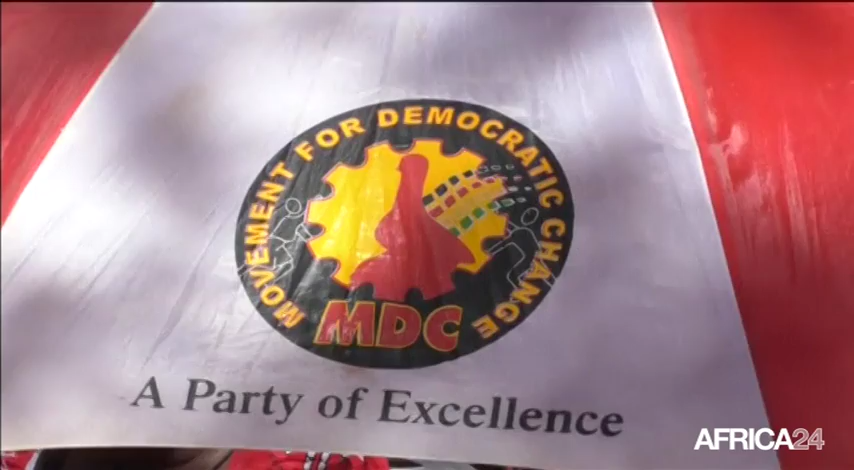 MOVEMENT FOR DEMOCRATIC CHANGE
MDC
A Party of Excellence
AFRICA24